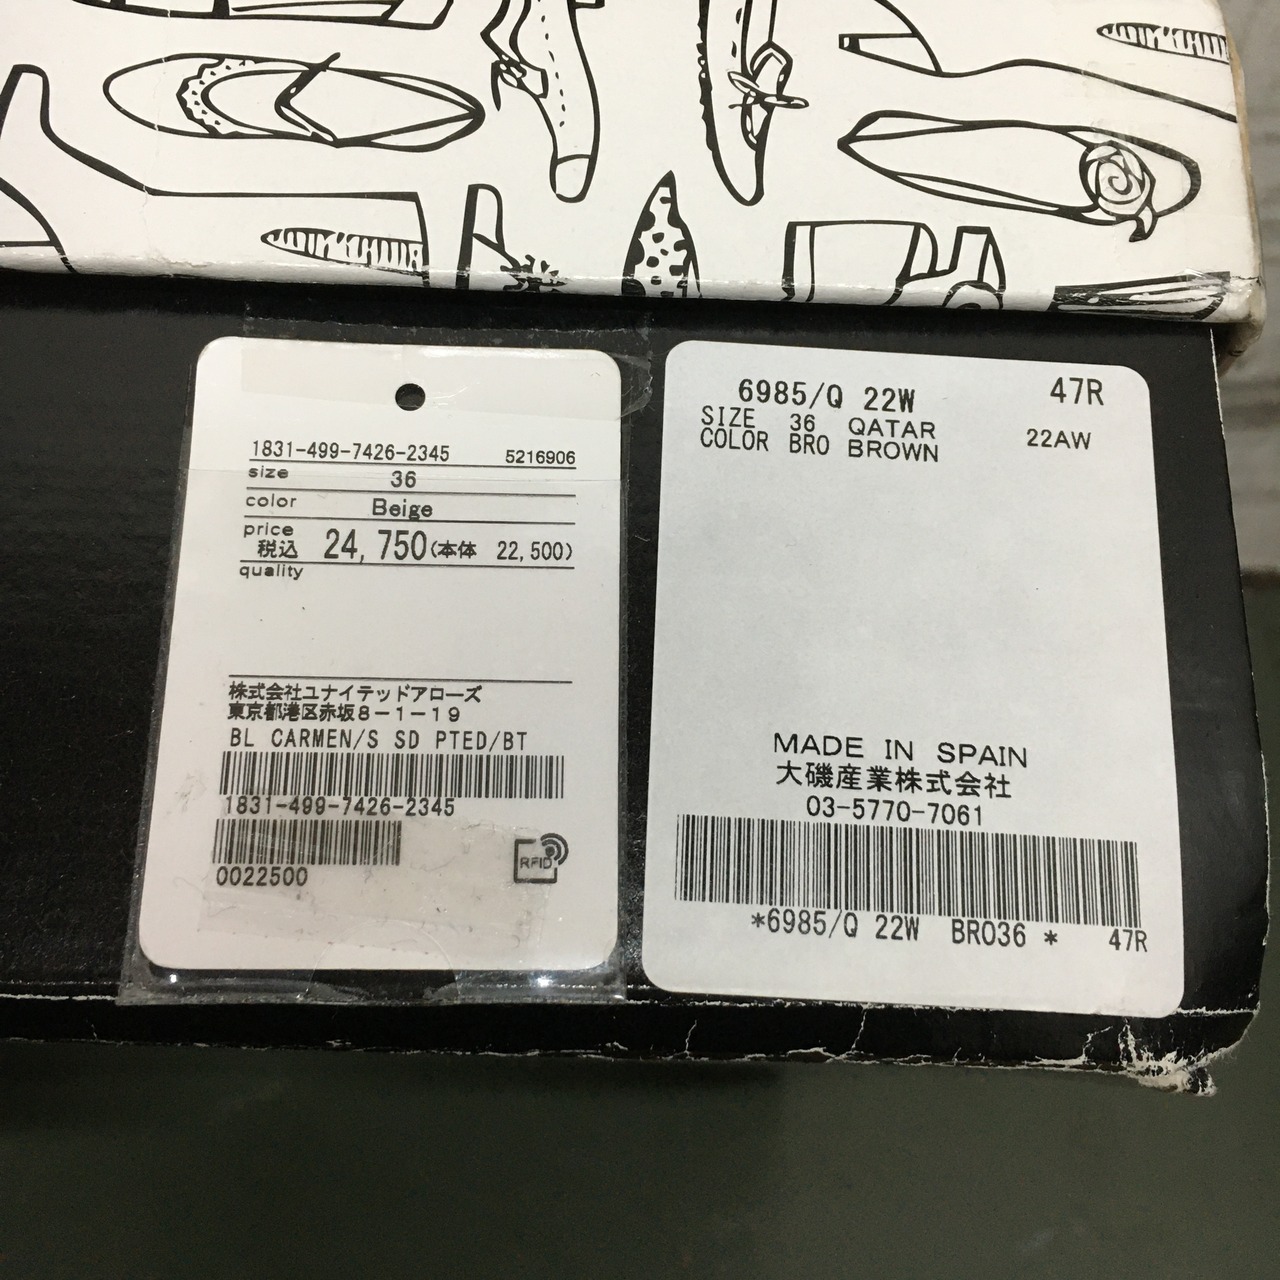 1831-499-7426-2345 5216906
size 36
color Beige
price
税込 24,750(本体 22,500)
quality
株式会社ユナイテッドアローズ
東京都港区赤坂8-1-19
BL CARMEN/S SD PTED/BT
1831-499-7426-2345
0022500
RFID
6985/Q 22W 47R
SIZE 36 QATAR
COLOR BRO BROWN 22AW
MADE IN SPAIN
大磯産業株式会社
03-5770-7061
*6985/Q 22W BRO36 * 47R